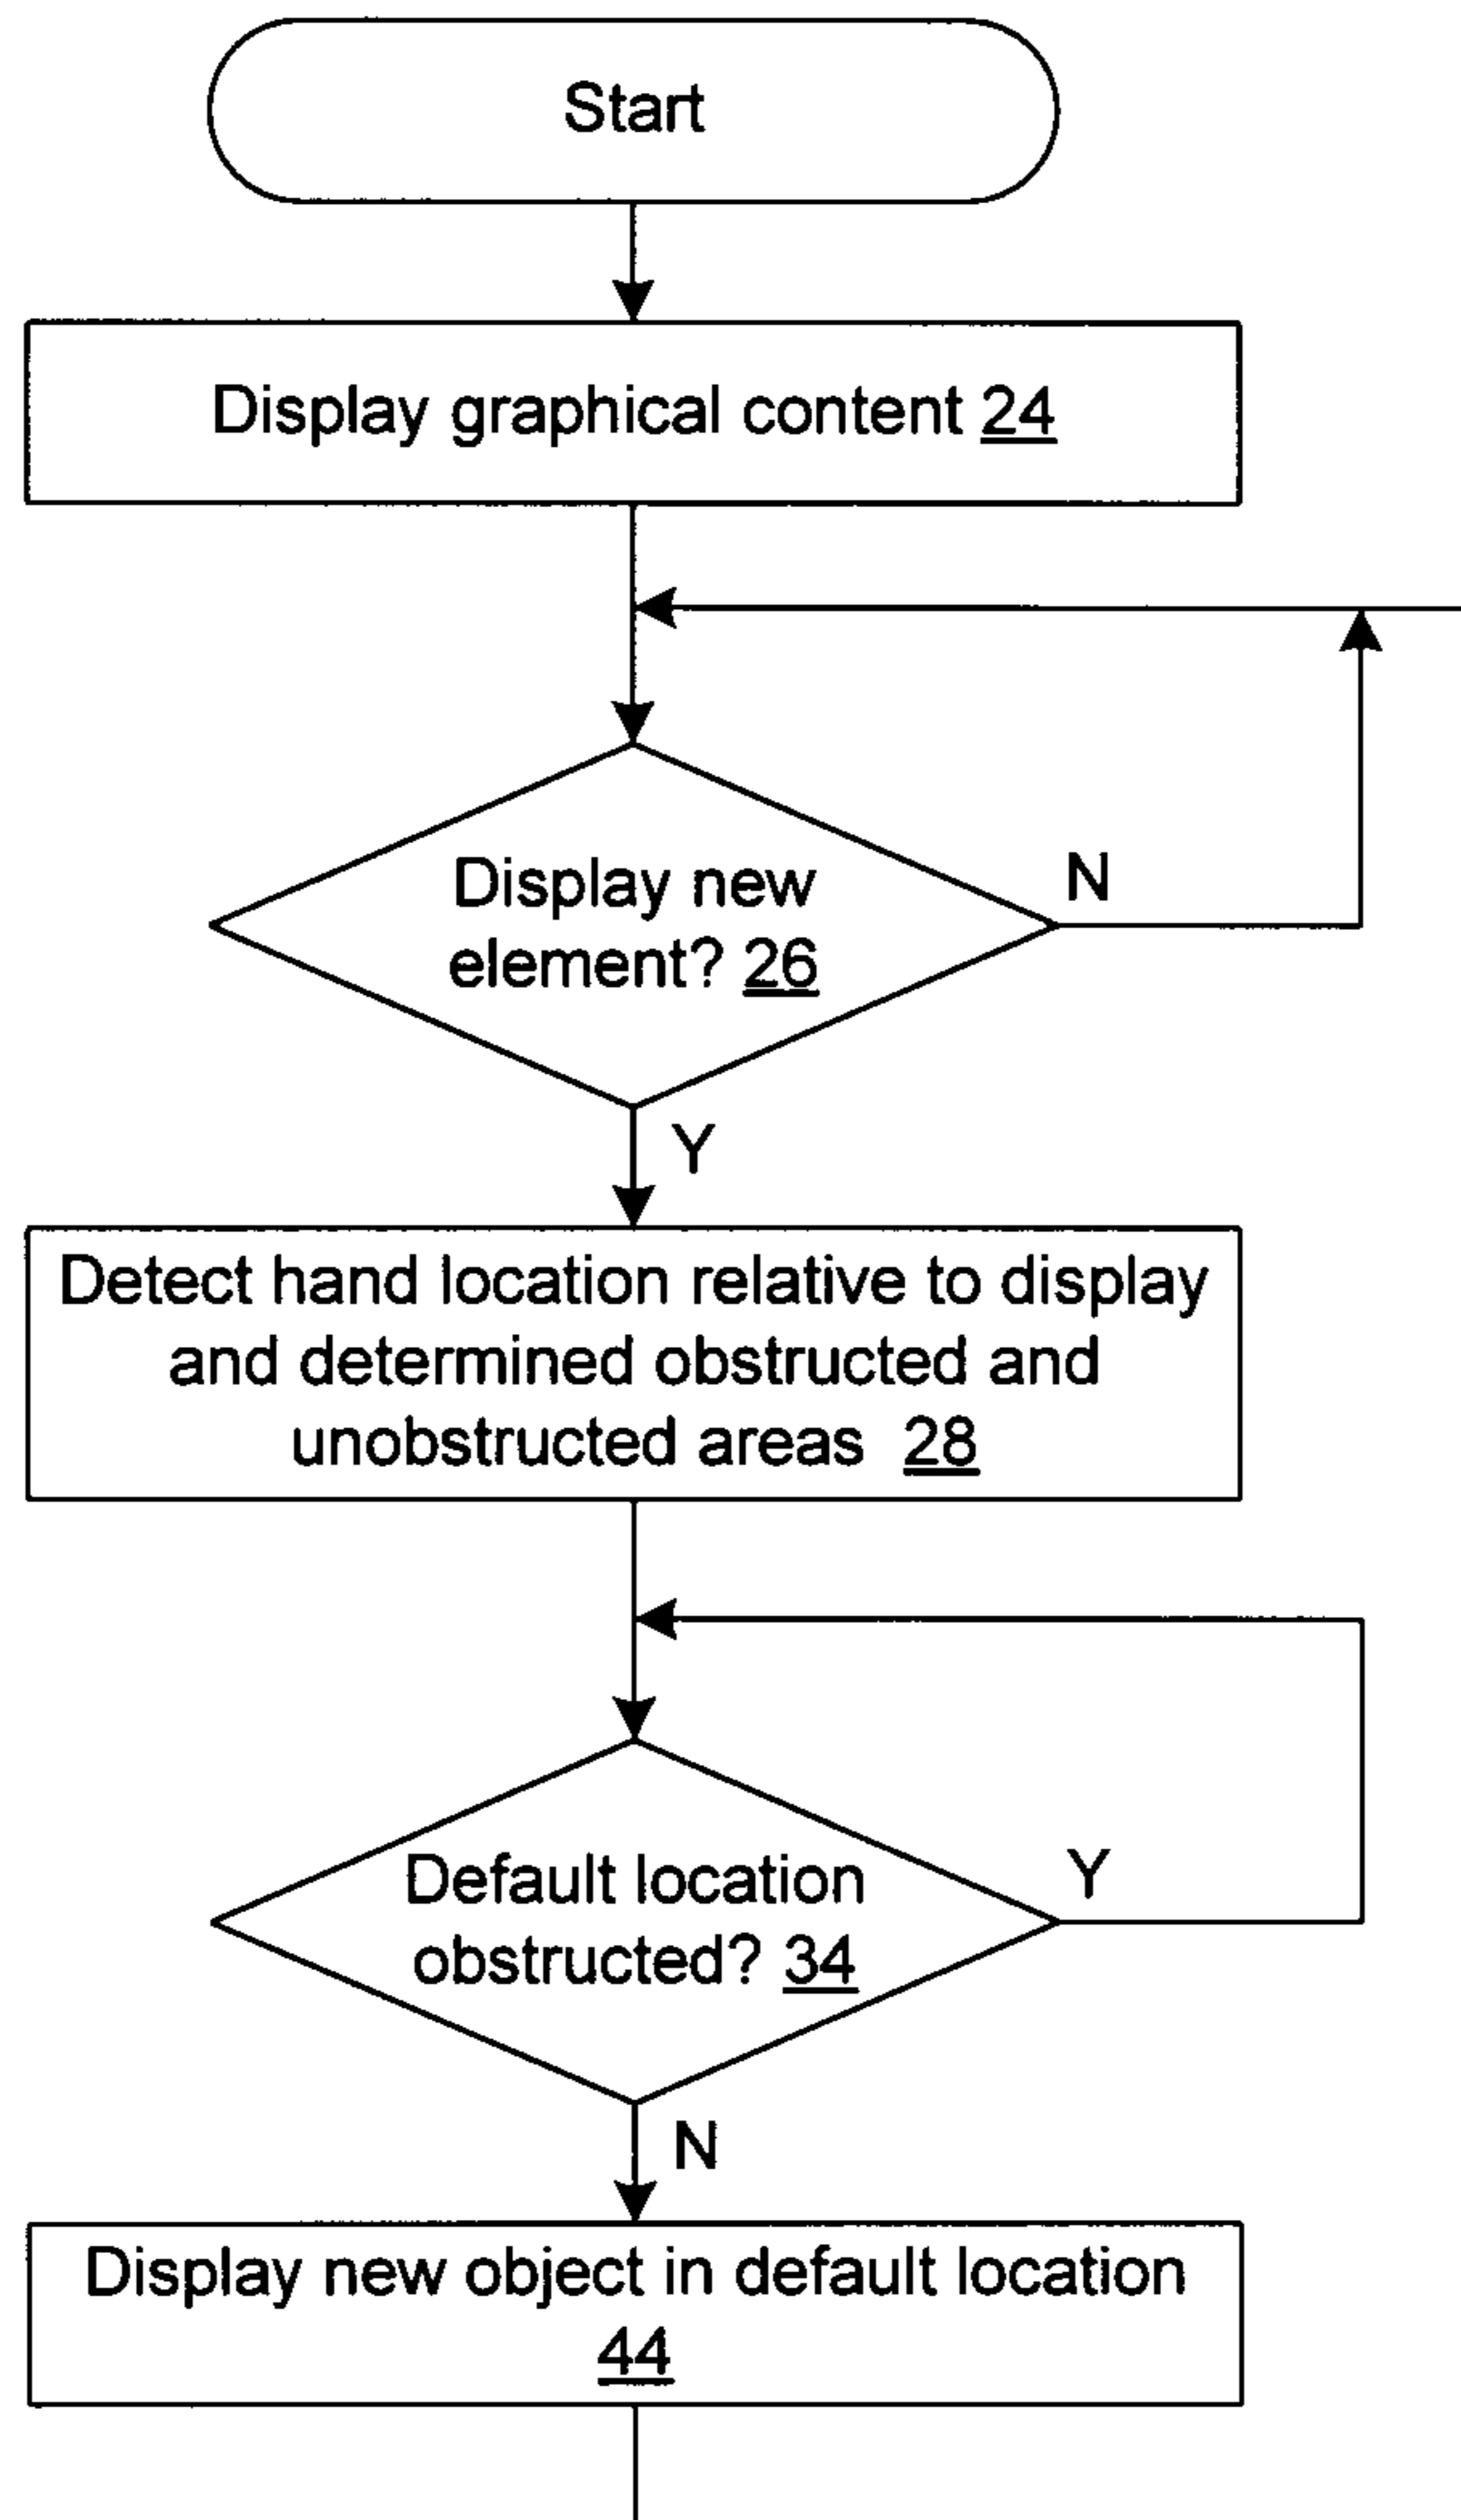 Start
Display graphical content 24
Display new
element? 26
N
Y
Detect hand location relative to display
and determined obstructed and
unobstructed areas 28
Default location
obstructed? 34
Y
N
Display new object in default location
44